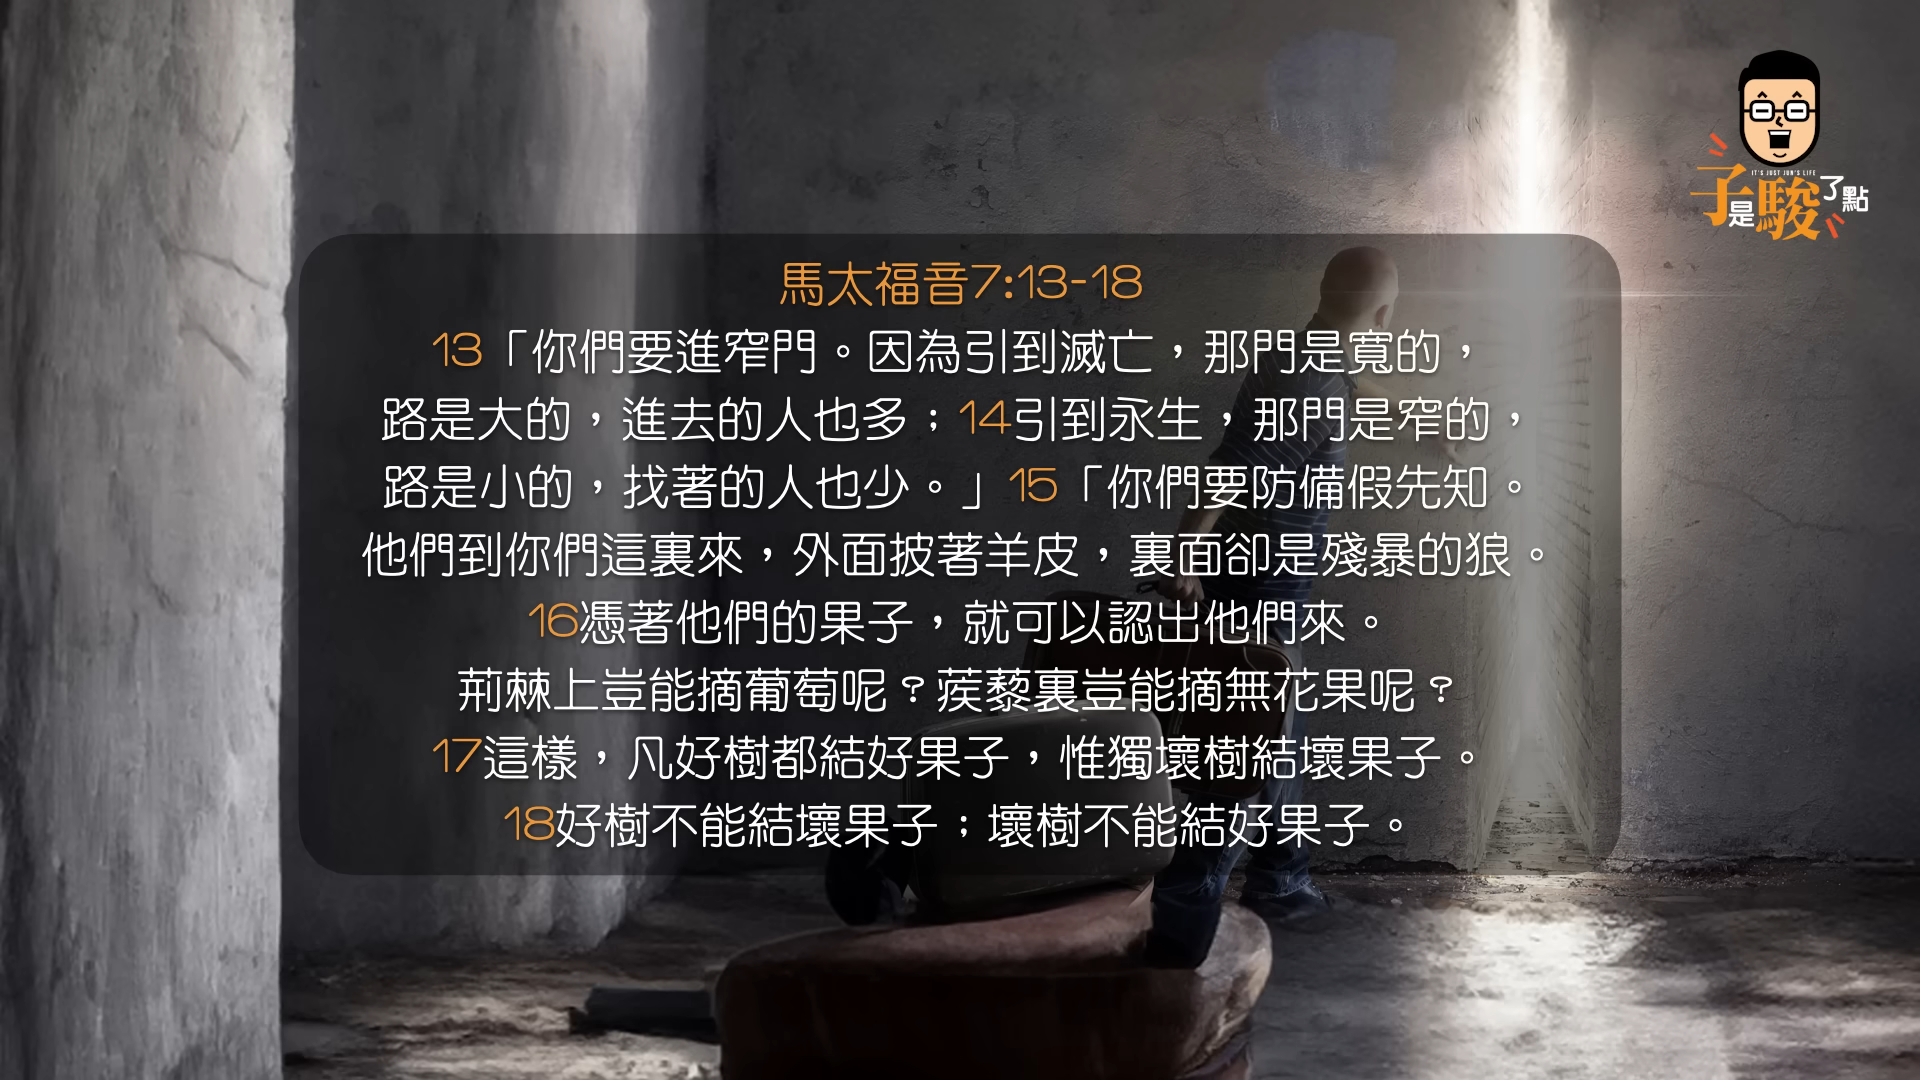 IT'S JUST JUN'S LIFE
子是駿了點
馬太福音7:13-18
13「你們要進窄門。因為引到滅亡，那門是寬的，
路是大的，進去的人也多；14引到永生，那門是窄的，
路是小的，找著的人也少。」15「你們要防備假先知。
他們到你們這裏來，外面披著羊皮，裏面卻是殘暴的狼。
16憑著他們的果子，就可以認出他們來。
荊棘上豈能摘葡萄呢？蒺藜裏豈能摘無花果呢？
17這樣，凡好樹都結好果子，惟獨壞樹結壞果子。
18好樹不能結壞果子；壞樹不能結好果子。